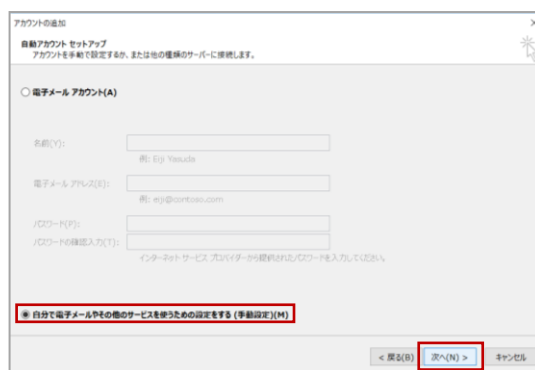 アカウントの追加
自動アカウント セットアップ
アカウントを手動で設定するか、または他の種類のサーバーに接続します。
電子メール アカウント(A)
名前(Y):
例: Eiji Yasuda
電子メール アドレス(E):
例: eiji@contoso.com
パスワード(P):
パスワードの確認入力(T):
インターネット サービス プロバイダーから提供されたパスワードを入力してください。
自分で電子メールやその他のサービスを使うための設定をする (手動設定)(M)
< 戻る(B) 次へ(N) > キャンセル